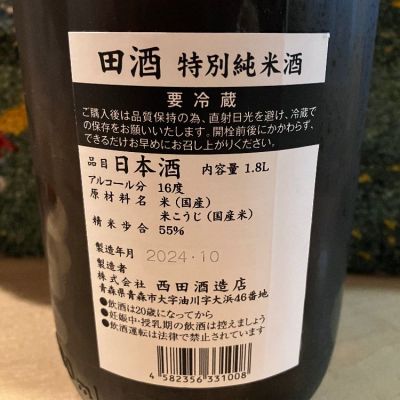 田酒 特別純米酒
要冷蔵
ご購入後は品質保持の為、直射日光を避け、冷蔵で
の保存をお願いいたします。開栓前後にかかわらず、
できるだけお早めにお召し上がりください。
品目 日本酒 内容量 1.8L
アルコール分 16度
原材料名 米（国産）
米こうじ（国産米）
精米歩合 55%
製造年月 2024・10
製造者
株式会社 西田酒造店
青森県青森市大字油川字大浜46番地
●飲酒は20歳になってから
●妊娠中・授乳期の飲酒は控えましょう
●飲酒運転は法律で禁止されています
4 582356 331008